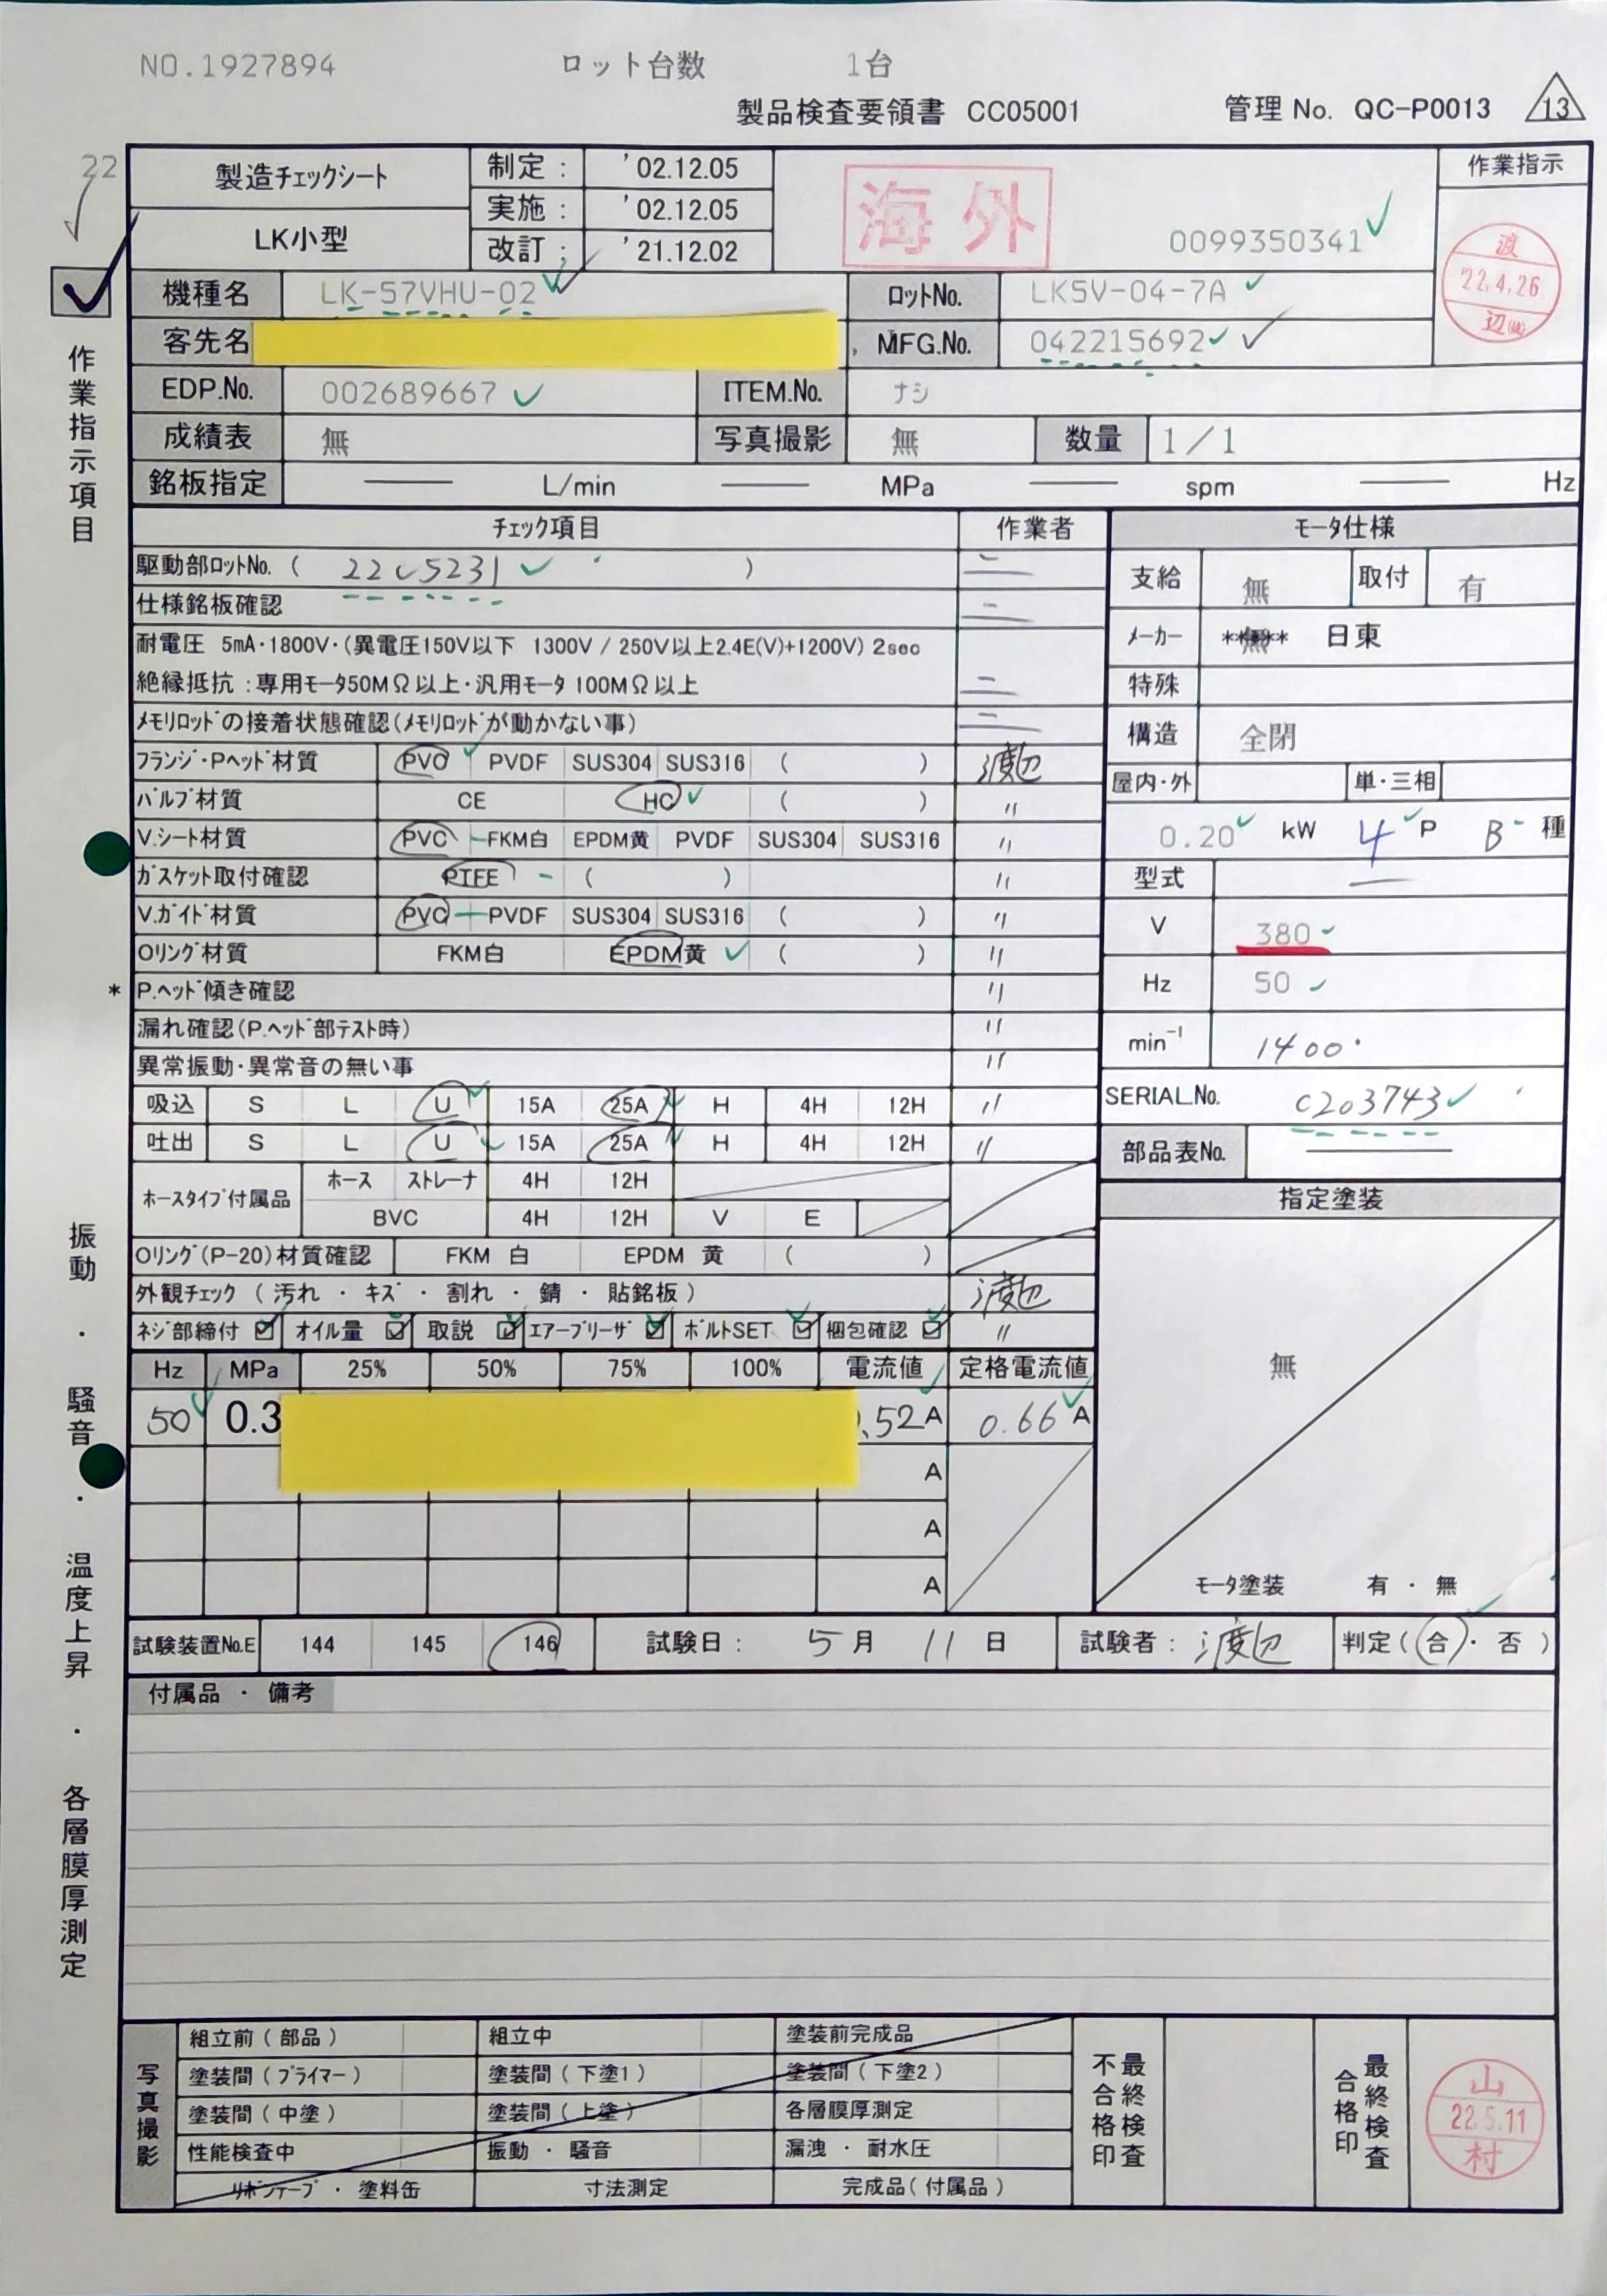 NO.1927894 ロット台数 1台
製品検査要領書 CC05001 管理 No. QC-P0013 13
22
製造チェックシート 制定： '02.12.05 作業指示
LK小型 実施： '02.12.05 海外 0099350341
改訂： '21.12.02
渡 '22.4.26 辺
機種名 LK-57VHU-02 ロットNo. LK5V-04-7A
客先名 MFG.No. 042215692
EDP.No. 002689667 ITEM.No. ナシ
成績表 無 写真撮影 無 数量 1／1
銘板指定 L/min MPa spm Hz
作業指示項目
チェック項目 作業者 モータ仕様
駆動部ロットNo.（ 22C5231 ） 二
仕様銘板確認 二
支給 無 取付 有
耐電圧 5mA・1800V・（異電圧150V以下 1300V / 250V以上2.4E(V)+1200V）2sec
メーカー 日東
絶縁抵抗：専用モータ50MΩ以上・汎用モータ 100MΩ以上 二
特殊
メモリロッドの接着状態確認（メモリロッドが動かない事） 二
構造 全閉
フランジ・Pヘッド材質 PVC PVDF SUS304 SUS316 （ ） 渡辺
屋内・外 単・三相
バルブ材質 CE HC （ ） 〃
V.シート材質 PVC FKM白 EPDM黄 PVDF SUS304 SUS316 〃
0.20 kW 4 P B 種
ガスケット取付確認 PTFE （ ） 〃
型式
V.ガイド材質 PVC PVDF SUS304 SUS316 （ ） 〃
V 380
Oリング材質 FKM白 EPDM黄 （ ） 〃
Hz 50
* P.ヘッド傾き確認 〃
漏れ確認（P.ヘッド部テスト時） 〃
min⁻¹ 1400
異常振動・異常音の無い事 〃
吸込 S L U 15A 25A H 4H 12H 〃
SERIAL.No. C203743
吐出 S L U 15A 25A H 4H 12H 〃
部品表No.
ホースタイプ付属品 ホース ストレーナ 4H 12H
BVC 4H 12H V E
指定塗装
Oリング（P-20）材質確認 FKM 白 EPDM 黄 （ ）
外観チェック（ 汚れ ・ キズ ・ 割れ ・ 錆 ・ 貼銘板 ） 渡辺
ネジ部締付 ☑ オイル量 ☑ 取説 ☑ エアーブリーザ ☑ ボルトSET. ☑ 梱包確認 ☑ 〃
Hz MPa 25% 50% 75% 100% 電流値 定格電流値
無
50 0.3 .52 A 0.66 A
A
A
A
モータ塗装 有 ・ 無
振動 ・ 騒音 ・ 温度上昇 ・ 各層膜厚測定
試験装置No.E 144 145 146 試験日： 5 月 11 日 試験者： 渡辺 判定（ 合 ・ 否 ）
付属品 ・ 備考
写真撮影
組立前（部品） 組立中 塗装前完成品
塗装間（プライマー） 塗装間（下塗1） 塗装間（下塗2）
塗装間（中塗） 塗装間（上塗） 各層膜厚測定
性能検査中 振動 ・ 騒音 漏洩 ・ 耐水圧
リボンテープ ・ 塗料缶 寸法測定 完成品（付属品）
最終検査不合格印
最終検査合格印
山 22.5.11 村